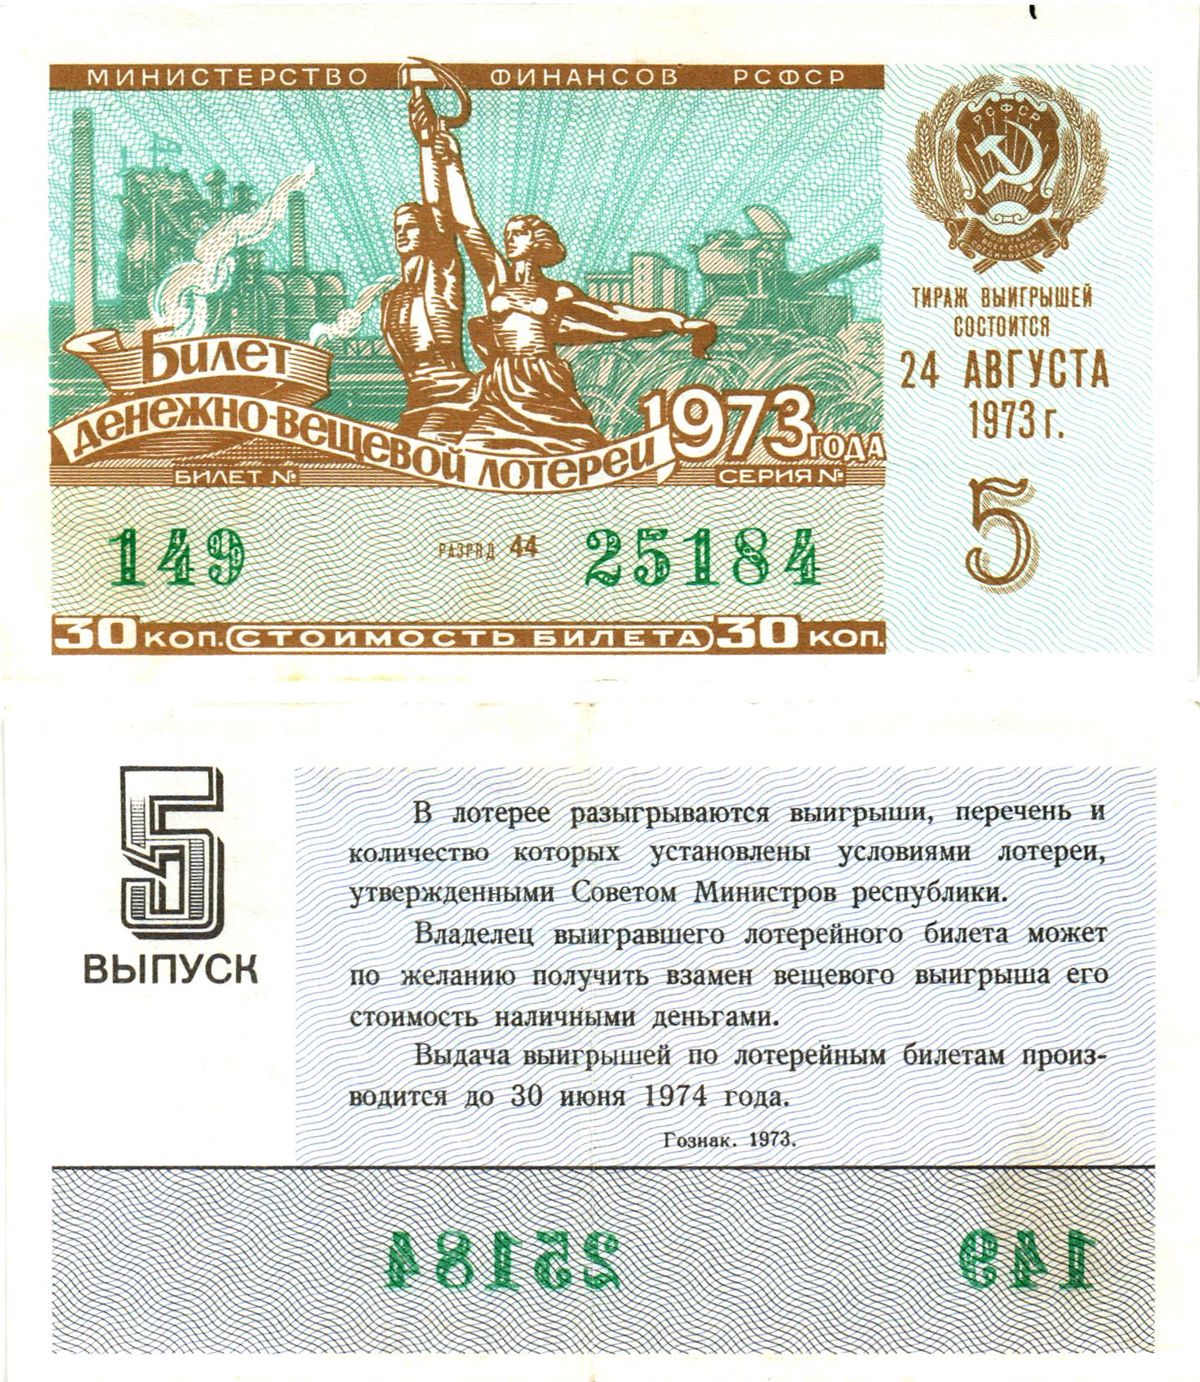 МИНИСТЕРСТВО ФИНАНСОВ РСФСР
РСФСР
ТИРАЖ ВЫИГРЫШЕЙ
СОСТОИТСЯ
24 АВГУСТА
1973 г.
5
Билет
денежно-вещевой лотереи 1973 ГОДА
БИЛЕТ № СЕРИЯ №
149 РАЗРЯД 44 25184
30 КОП. СТОИМОСТЬ БИЛЕТА 30 КОП.
5
ВЫПУСК
В лотерее разыгрываются выигрыши, перечень и
количество которых установлены условиями лотереи,
утвержденными Советом Министров республики.
Владелец выигравшего лотерейного билета может
по желанию получить взамен вещевого выигрыша его
стоимость наличными деньгами.
Выдача выигрышей по лотерейным билетам произ-
водится до 30 июня 1974 года.
Гознак. 1973.
25184 149